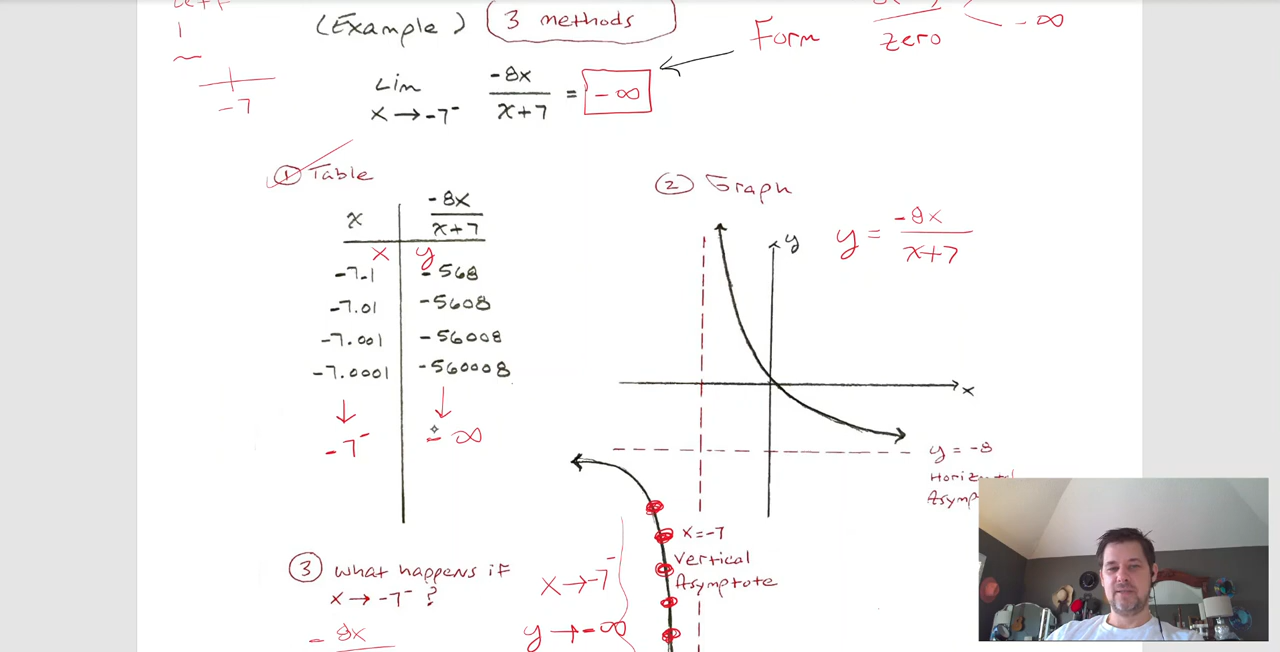 (Example) 3 methods
Form
zero
-∞
1
~
-7
Lim
x → -7⁻
-8x
x+7
= -∞
① Table
x
-8x
x+7
x y
-7.1 -568
-7.01 -5608
-7.001 -56008
-7.0001 -560008
↓ ↓
-7⁻ -∞
② Graph
y
y = -8x
x+7
x
y = -8
x=-7
Vertical
Asymptote
③ what happens if
x → -7⁻ ?
-8x
x→-7⁻
y→-∞